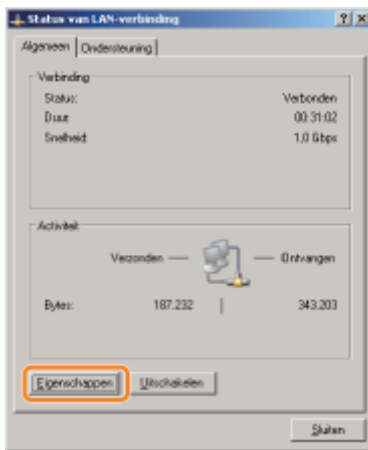 Status van LAN-verbinding
Algemeen Ondersteuning
Verbinding
Status: Verbonden
Duur: 00:31:02
Snelheid: 1,0 Gbps
Activiteit
Verzonden Ontvangen
Bytes: 187.232 343.203
Eigenschappen Uitschakelen
Sluiten